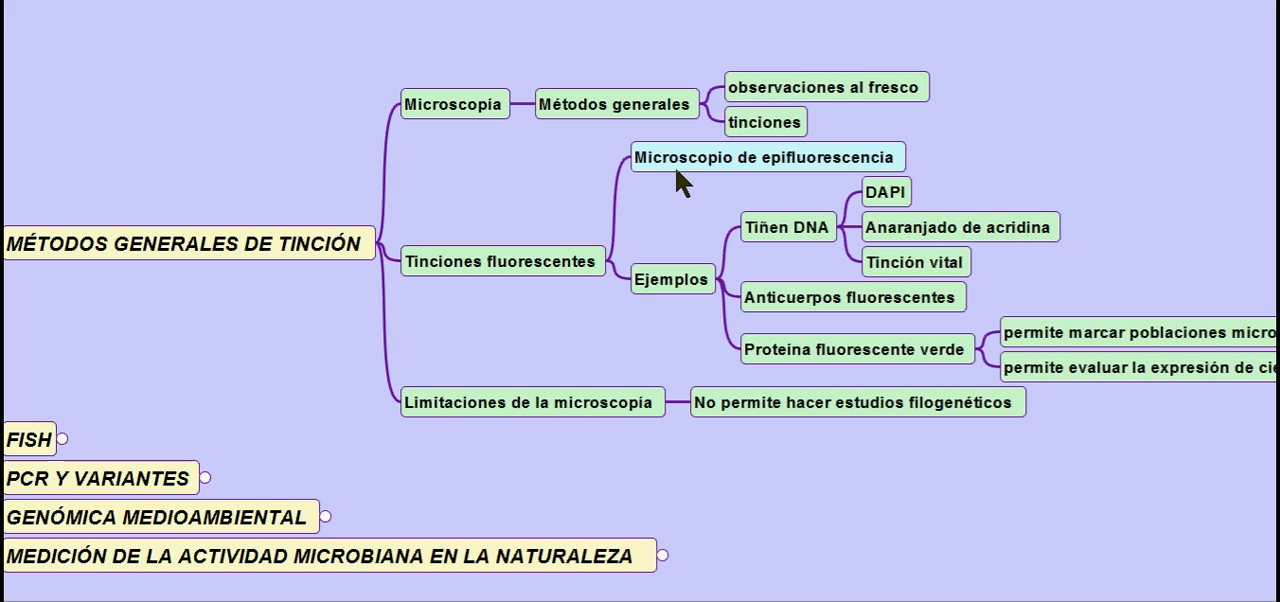 Microscopía
Métodos generales
observaciones al fresco
tinciones
MÉTODOS GENERALES DE TINCIÓN
Tinciones fluorescentes
Microscopio de epifluorescencia
Ejemplos
Tiñen DNA
DAPI
Anaranjado de acridina
Tinción vital
Anticuerpos fluorescentes
Proteína fluorescente verde
permite marcar poblaciones micro
permite evaluar la expresión de
Limitaciones de la microscopía
No permite hacer estudios filogenéticos
FISH
PCR Y VARIANTES
GENÓMICA MEDIOAMBIENTAL
MEDICIÓN DE LA ACTIVIDAD MICROBIANA EN LA NATURALEZA